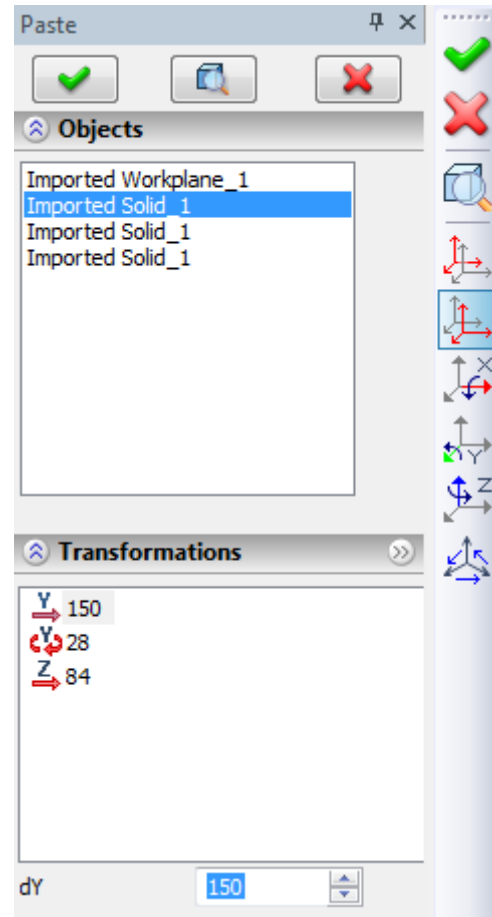 Paste
Objects
Imported Workplane_1
Imported Solid_1
Imported Solid_1
Imported Solid_1
Transformations
Y 150
Y 28
Z 84
dY 150
X
Y
Z